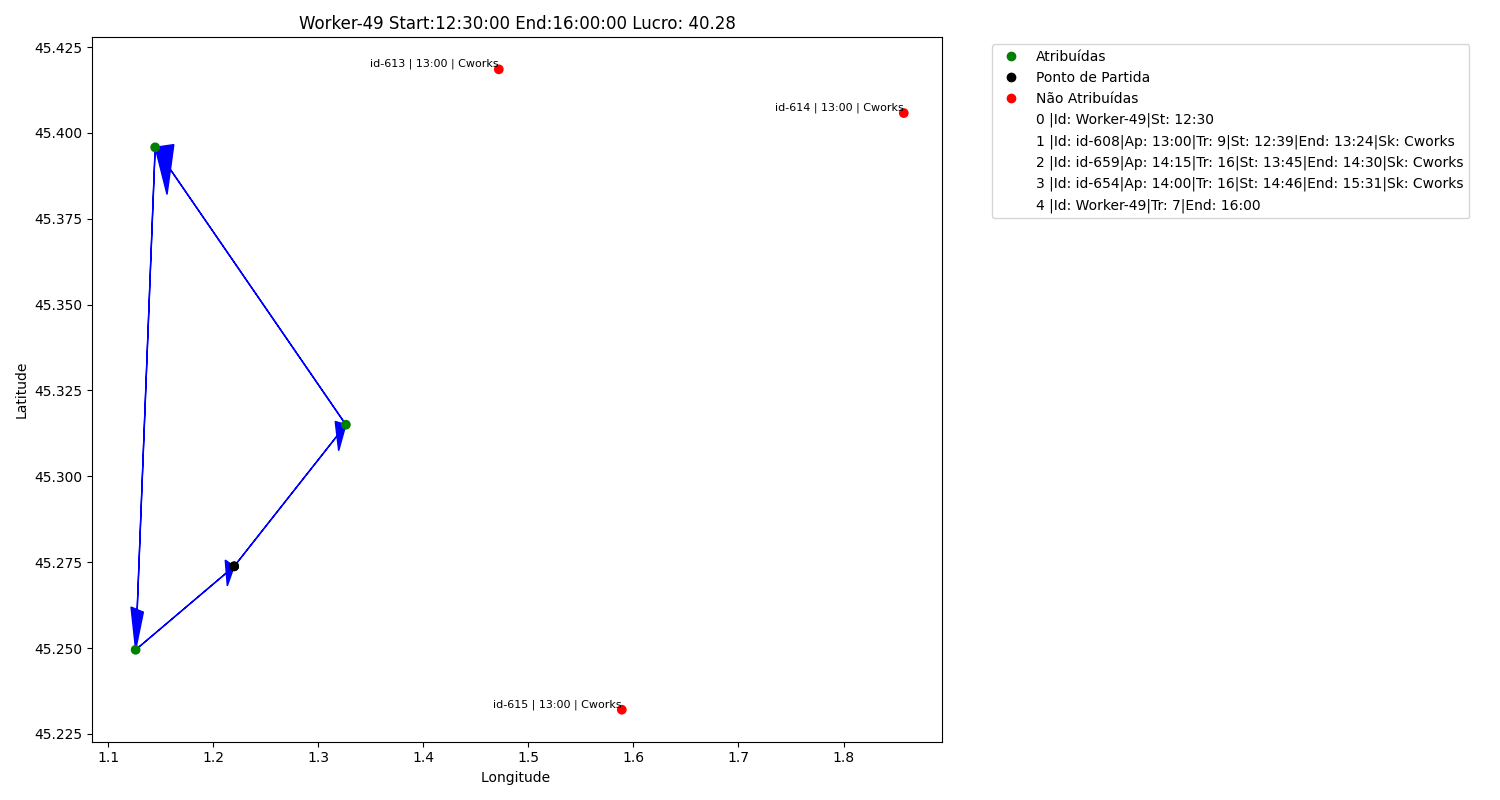 Worker-49 Start:12:30:00 End:16:00:00 Lucro: 40.28
45.425
45.400
45.375
45.350
45.325
45.300
45.275
45.250
45.225
Latitude
id-613 | 13:00 | Cworks
id-614 | 13:00 | Cworks
id-615 | 13:00 | Cworks
1.1 1.2 1.3 1.4 1.5 1.6 1.7 1.8
Longitude
Atribuídas
Ponto de Partida
Não Atribuídas
0 |Id: Worker-49|St: 12:30
1 |Id: id-608|Ap: 13:00|Tr: 9|St: 12:39|End: 13:24|Sk: Cworks
2 |Id: id-659|Ap: 14:15|Tr: 16|St: 13:45|End: 14:30|Sk: Cworks
3 |Id: id-654|Ap: 14:00|Tr: 16|St: 14:46|End: 15:31|Sk: Cworks
4 |Id: Worker-49|Tr: 7|End: 16:00